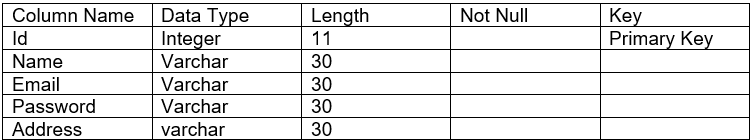 Column Name Data Type Length Not Null Key
Id Integer 11 Primary Key
Name Varchar 30
Email Varchar 30
Password Varchar 30
Address varchar 30